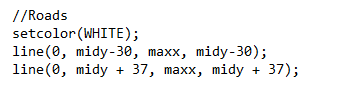 //Roads
setcolor(WHITE);
line(0, midy-30, maxx, midy-30);
line(0, midy + 37, maxx, midy + 37);